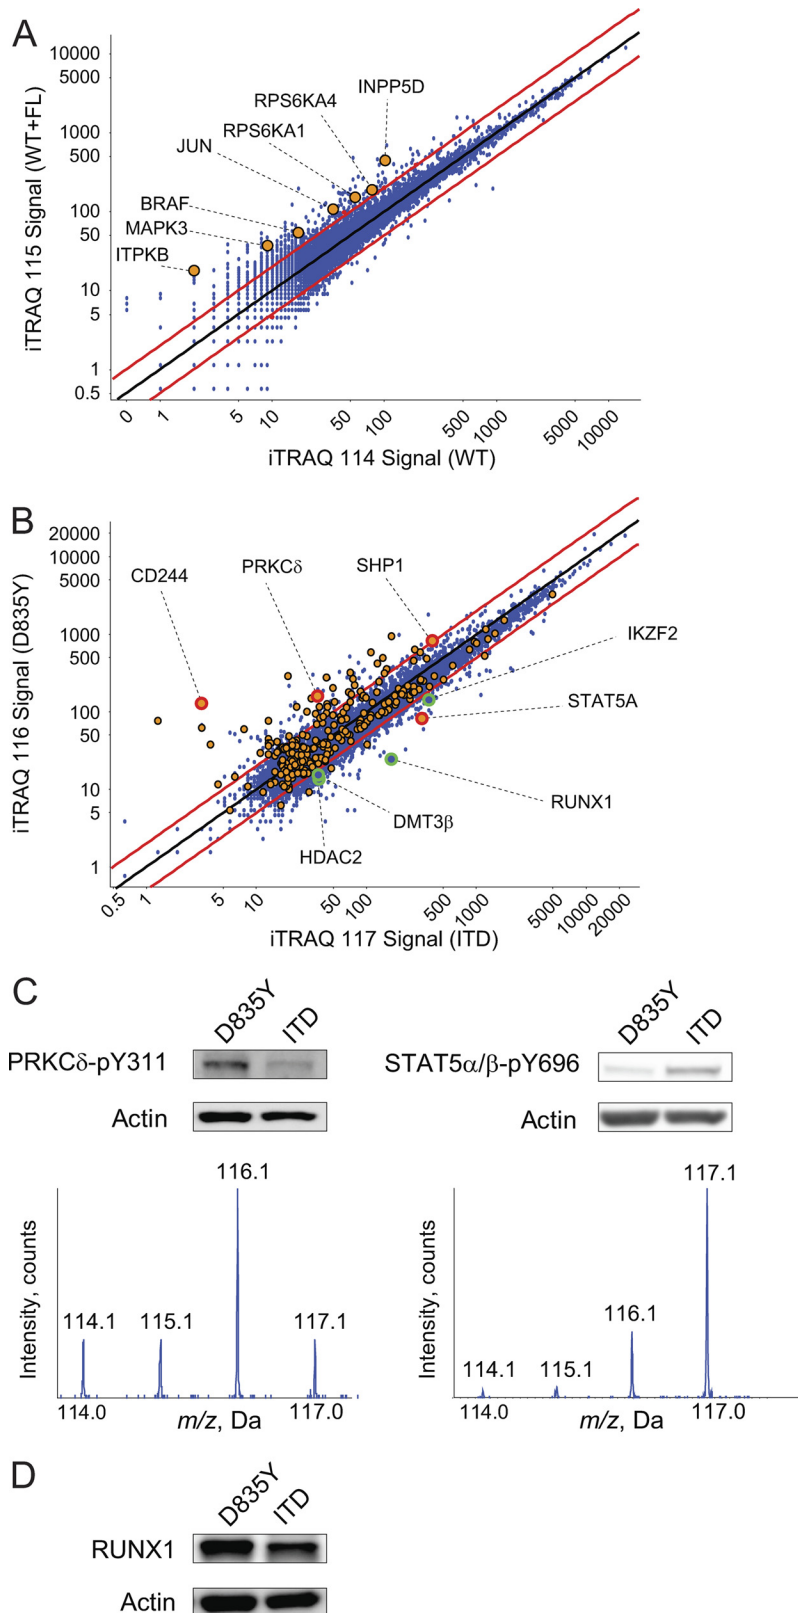 A
iTRAQ 115 Signal (WT+FL)
10000
5000
1000
500
100
50
10
5
1
0.5
INPP5D
RPS6KA4
RPS6KA1
JUN
BRAF
MAPK3
ITPKB
0 1 5 10 50 100 500 1000 5000 10000
iTRAQ 114 Signal (WT)
B
iTRAQ 116 Signal (D835Y)
20000
10000
5000
1000
500
100
50
10
5
1
CD244
PRKCδ
SHP1
IKZF2
STAT5A
RUNX1
DMT3β
HDAC2
0.5 1 5 10 50 100 500 1000 5000 10000 20000
iTRAQ 117 Signal (ITD)
C
D835Y ITD
PRKCδ-pY311
Actin
D835Y ITD
STAT5α/β-pY696
Actin
Intensity, counts
116.1
114.1 115.1 117.1
114.0 117.0
m/z, Da
Intensity, counts
117.1
116.1
114.1 115.1
114.0 117.0
m/z, Da
D
D835Y ITD
RUNX1
Actin